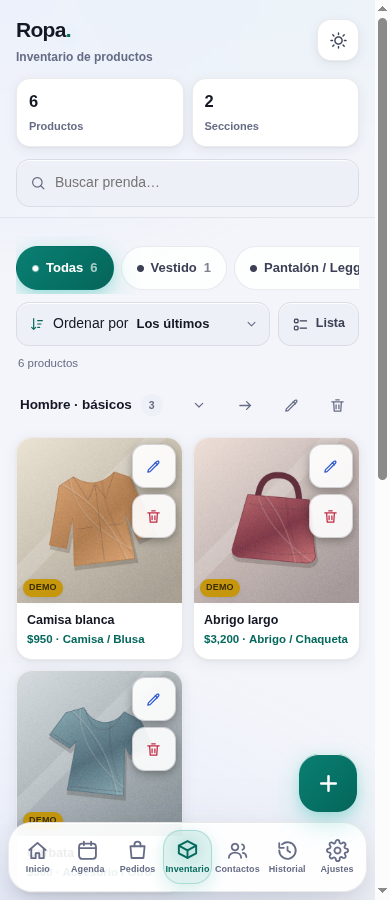 Ropa.
Inventario de productos
6
Productos
2
Secciones
Buscar prenda…
Todas 6
Vestido 1
Pantalón / Legg
Ordenar por Los últimos
Lista
6 productos
Hombre · básicos 3
DEMO
DEMO
Camisa blanca
$950 · Camisa / Blusa
Abrigo largo
$3,200 · Abrigo / Chaqueta
DEMO
Inicio
Agenda
Pedidos
Inventario
Contactos
Historial
Ajustes